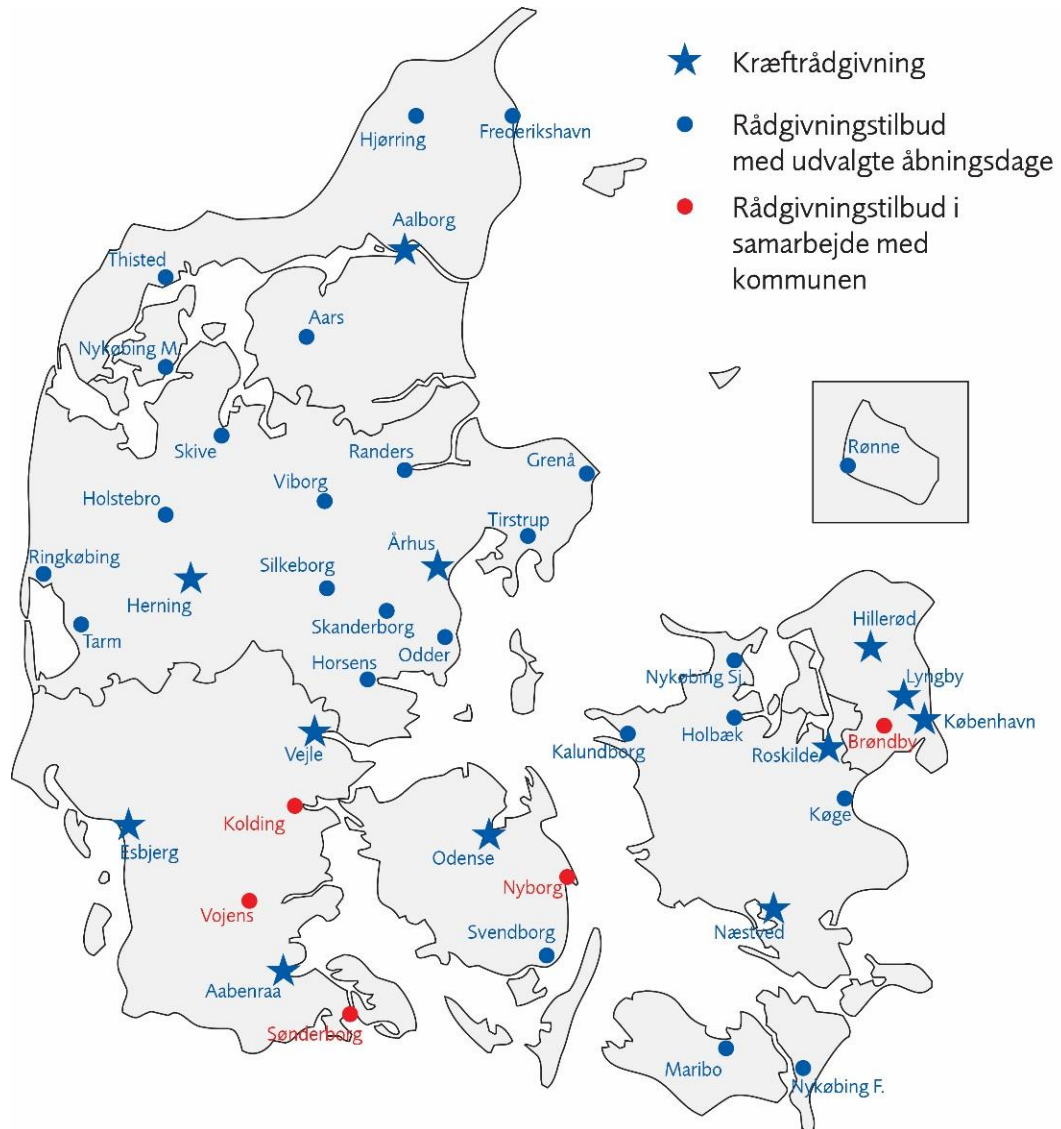 Kræftrådgivning
Rådgivningstilbud
med udvalgte åbningsdage
Rådgivningstilbud i
samarbejde med
kommunen
Hjørring
Frederikshavn
Aalborg
Thisted
Aars
Nykøbing M.
Skive
Randers
Grenå
Rønne
Viborg
Holstebro
Tirstrup
Århus
Ringkøbing
Silkeborg
Herning
Skanderborg
Tarm
Odder
Horsens
Hillerød
Nykøbing Sj.
Lyngby
København
Holbæk
Brøndby
Kalundborg
Roskilde
Vejle
Køge
Kolding
Esbjerg
Odense
Nyborg
Vojens
Svendborg
Næstved
Aabenraa
Sønderborg
Maribo
Nykøbing F.